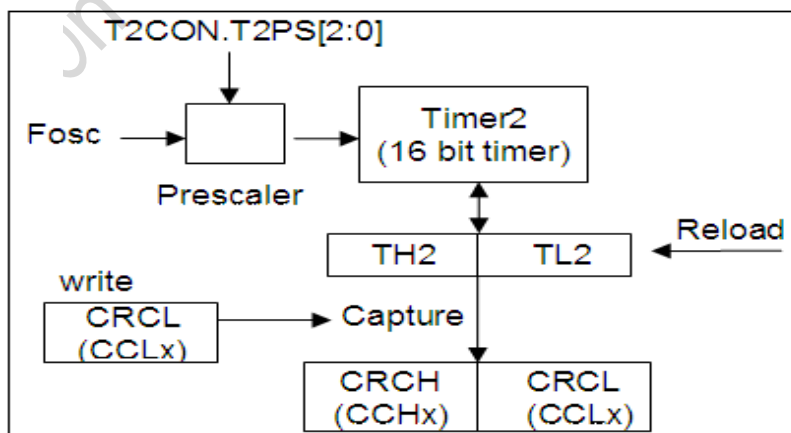 T2CON.T2PS[2:0]
Fosc
Prescaler
Timer2
(16 bit timer)
TH2
TL2
Reload
write
CRCL
(CCLx)
Capture
CRCH
(CCHx)
CRCL
(CCLx)